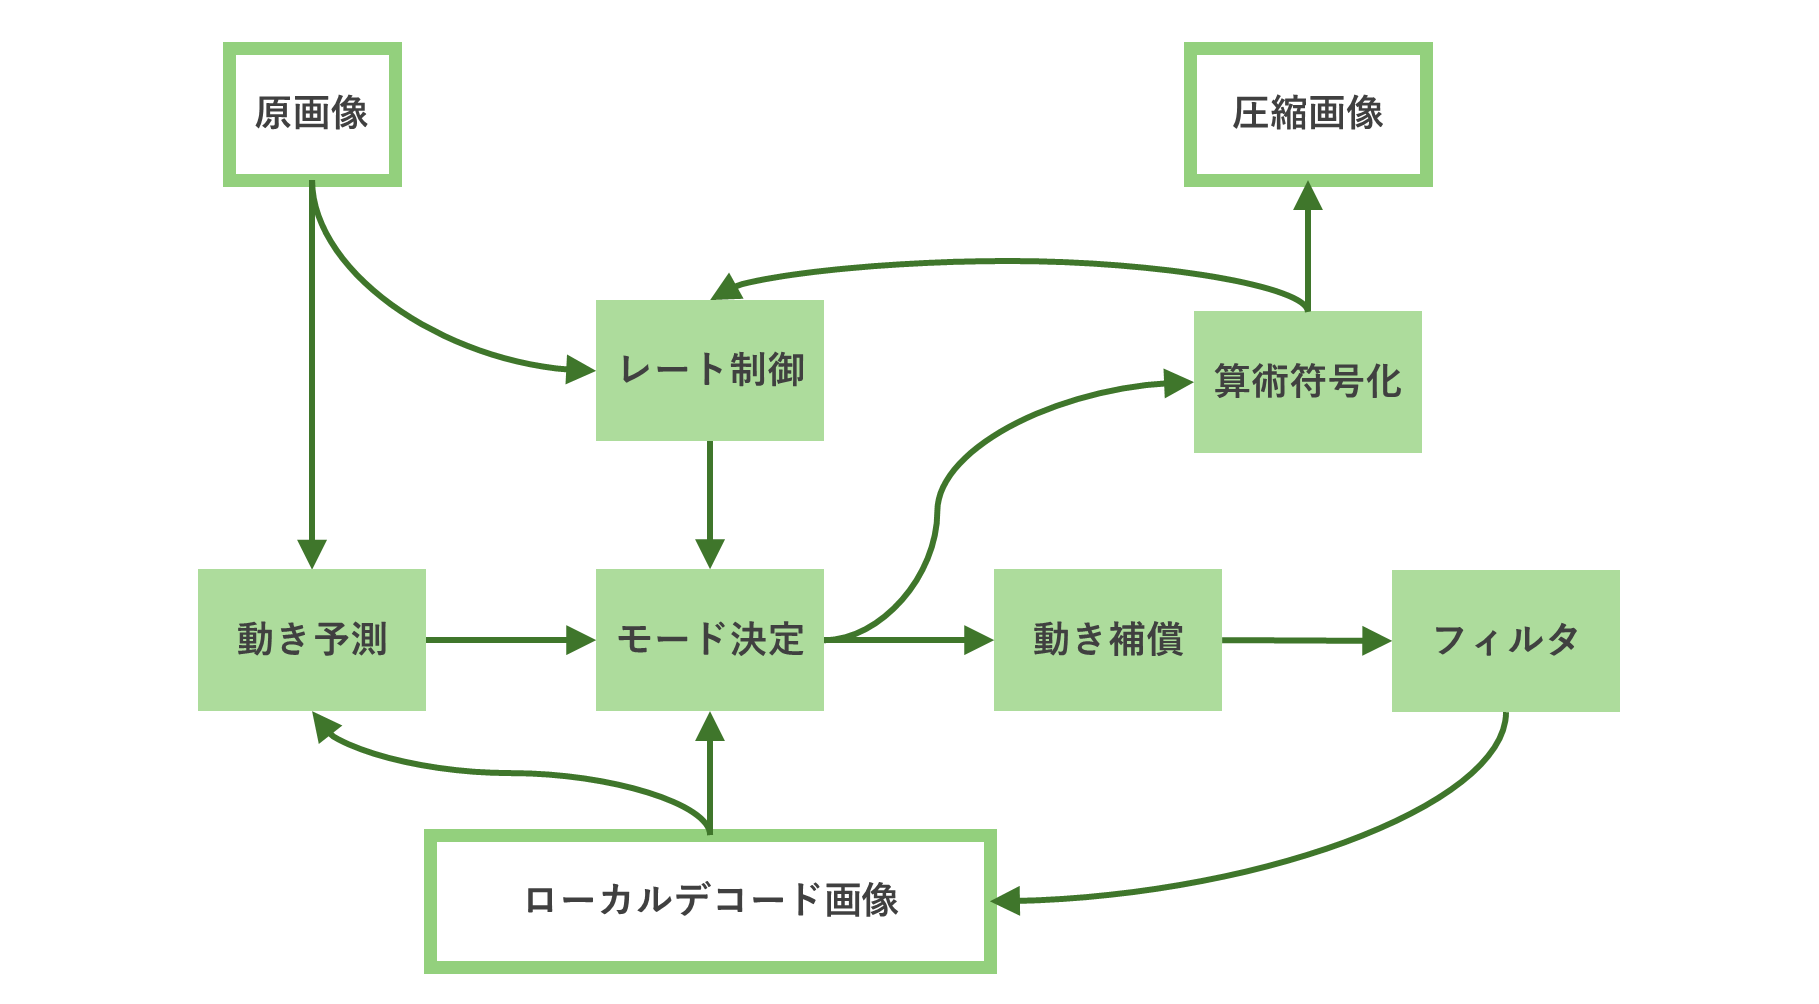 原画像
圧縮画像
レート制御
算術符号化
動き予測
モード決定
動き補償
フィルタ
ローカルデコード画像